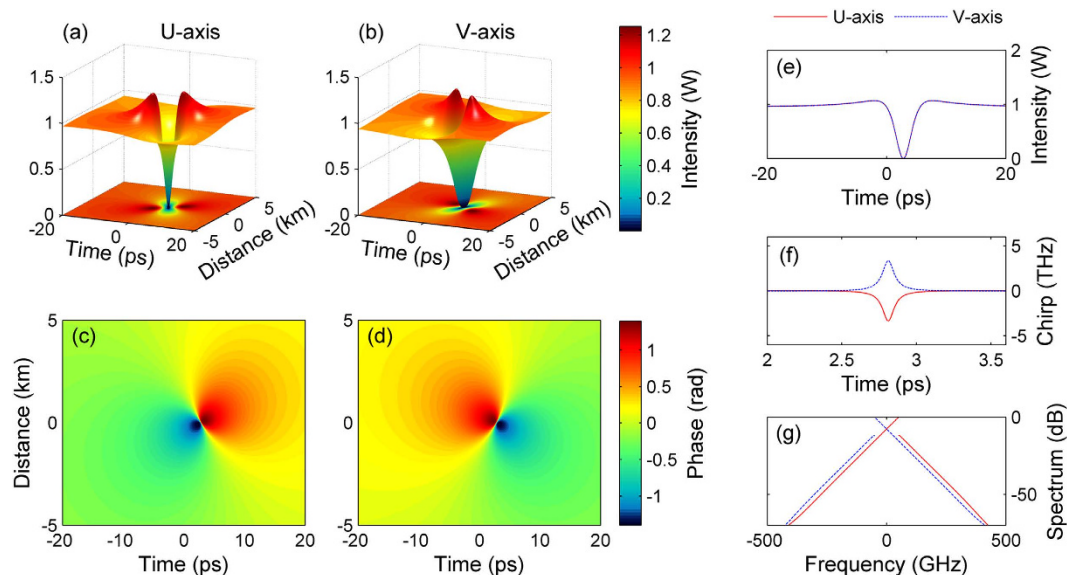 (a) U-axis
(b) V-axis
1.5
1
0.5
0
-20
0
20
-5
0
5
Time (ps)
Distance (km)
1.5
1
0.5
0
-20
0
20
-5
0
5
Time (ps)
Distance (km)
1.2
1
0.8
0.6
0.4
0.2
Intensity (W)
(c)
5
0
-5
-20 -10 0 10 20
Time (ps)
Distance (km)
(d)
5
0
-5
-20 -10 0 10 20
Time (ps)
1
0.5
0
-0.5
-1
Phase (rad)
U-axis V-axis
(e)
2
1
0
-20 0 20
Time (ps)
Intensity (W)
(f)
5
0
-5
2 2.5 3 3.5
Time (ps)
Chirp (THz)
(g)
0
-50
-500 0 500
Frequency (GHz)
Spectrum (dB)
U-axis
V-axis